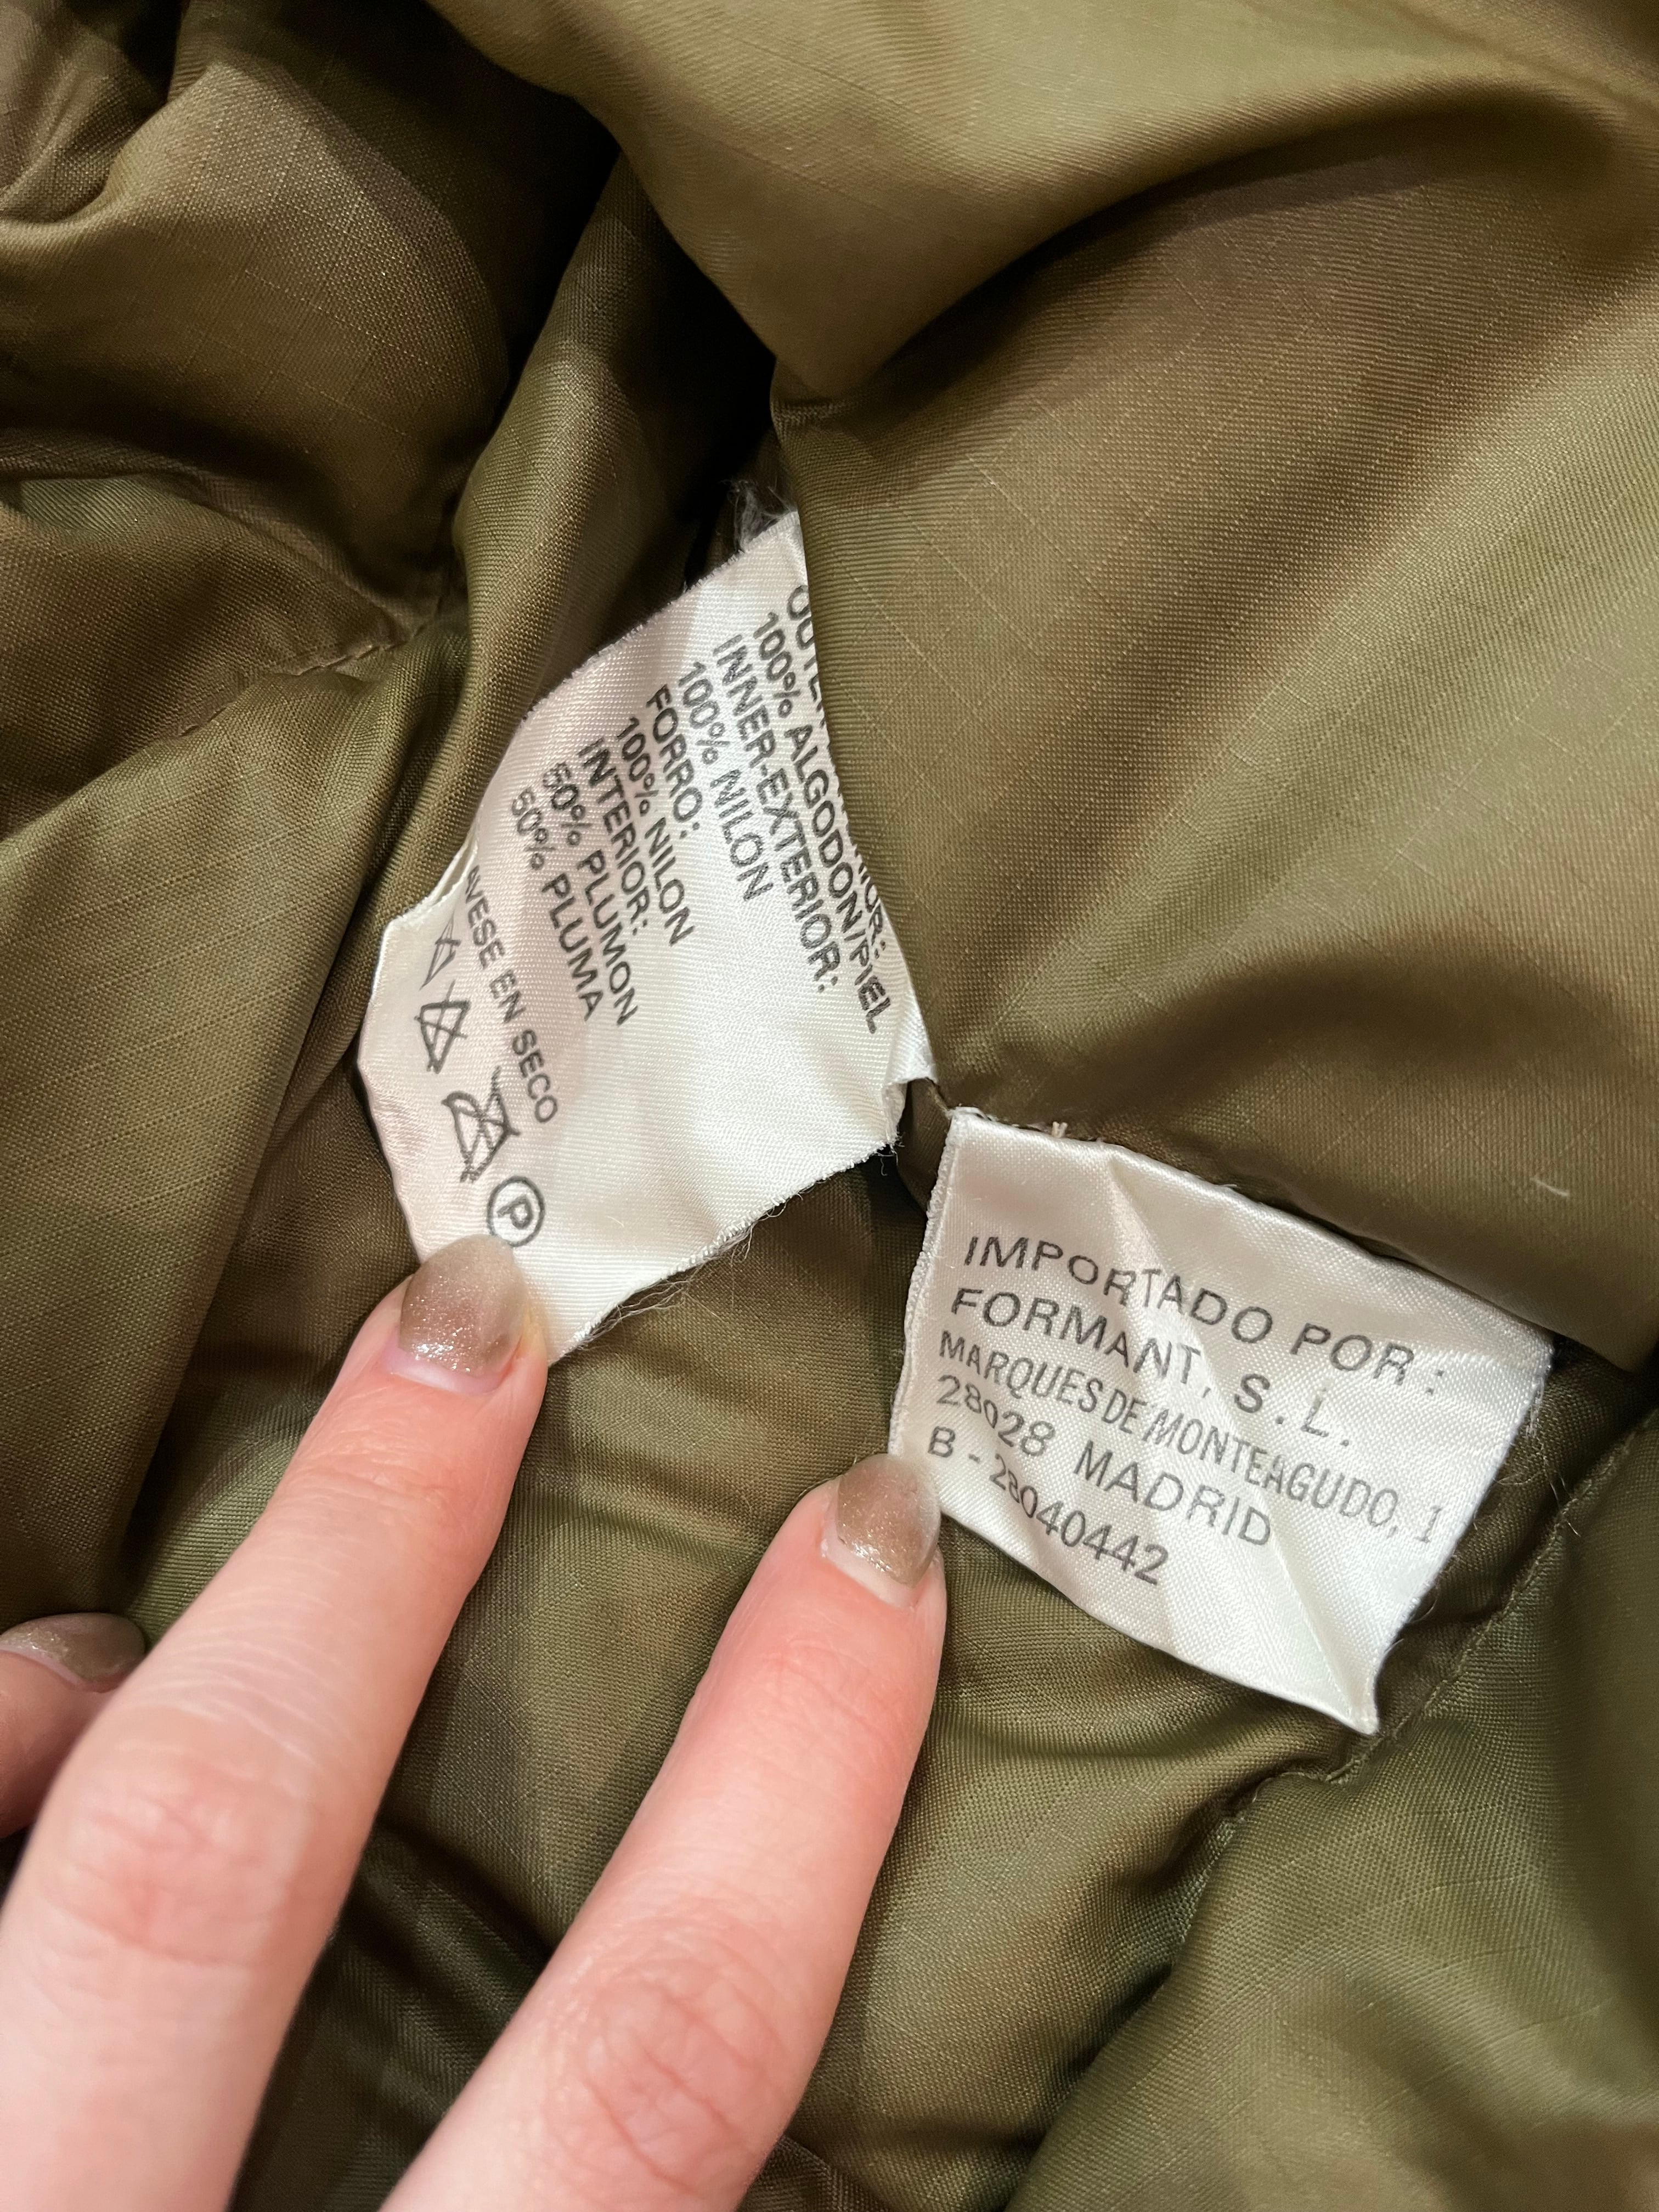 100% ALGODON/PIEL
INNER-EXTERIOR:
100% NILON
FORRO:
100% NILON
INTERIOR:
50% PLUMON
50% PLUMA
EN SECO
P
IMPORTADO POR :
FORMANT, S.L.
MARQUES DE MONTEAGUDO, 1
28028 MADRID
B - 28040442